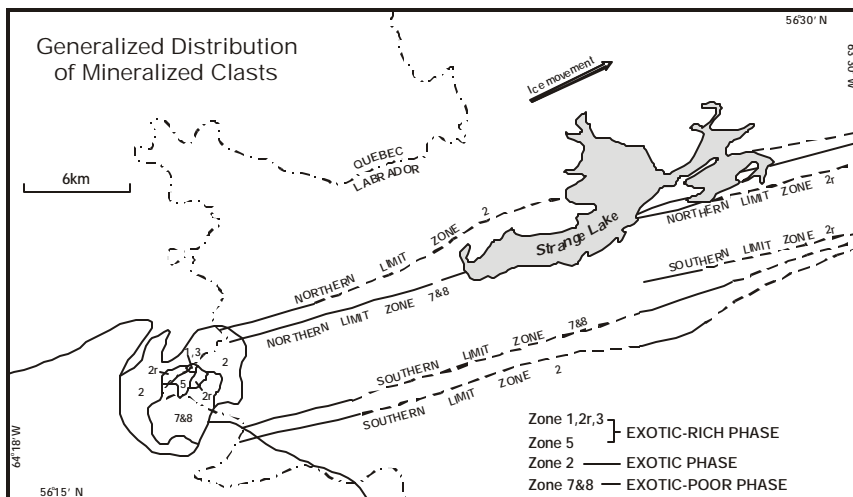 Generalized Distribution
of Mineralized Clasts
56°30' N
63°30' W
Ice movement
QUEBEC
LABRADOR
6km
NORTHERN LIMIT ZONE 2
Strange Lake
NORTHERN LIMIT ZONE 2r
SOUTHERN LIMIT ZONE 2r
NORTHERN LIMIT ZONE 7&8
SOUTHERN LIMIT ZONE 7&8
SOUTHERN LIMIT ZONE 2
1,3
2r
2
2
5
2r
7&8
Zone 1,2r,3
Zone 5
EXOTIC-RICH PHASE
Zone 2 EXOTIC PHASE
Zone 7&8 EXOTIC-POOR PHASE
64°18'W
56°15' N